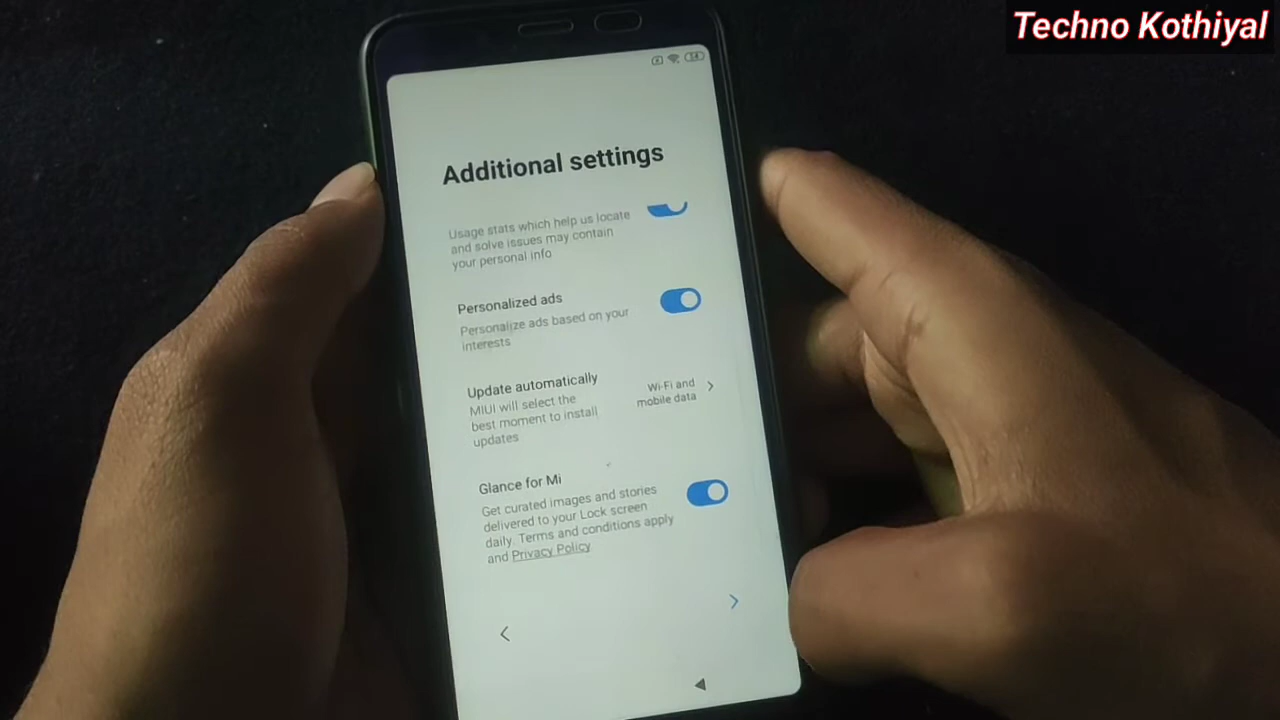 Techno Kothiyal
Additional settings
Usage stats which help us locate
and solve issues may contain
your personal info
Personalized ads
Personalize ads based on your
interests
Update automatically
MIUI will select the
best moment to install
updates
Wi-Fi and
mobile data
Glance for Mi
Get curated images and stories
delivered to your Lock screen
daily. Terms and conditions apply
and Privacy Policy